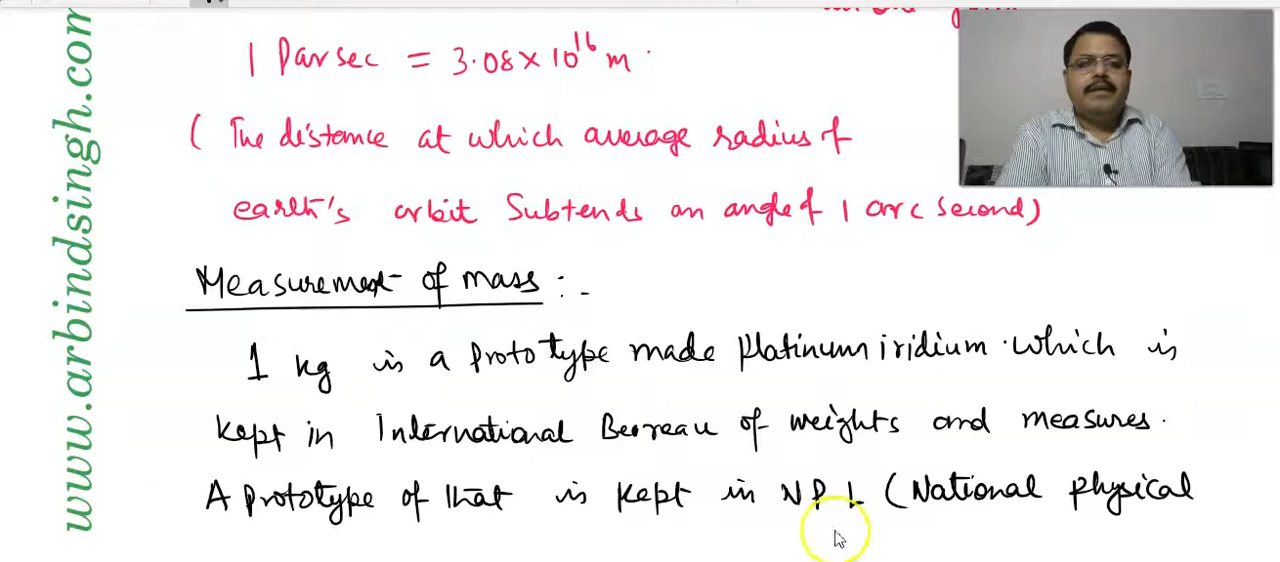 1 Parsec = 3.08 × 10¹⁶ m.
( The distance at which average radius of
earth's orbit Subtends an angle of 1 arc second)
Measurement of mass :-
1 kg is a prototype made platinum iridium. which is
kept in International Bereau of weights and measures.
A prototype of that is kept in NPL (National physical
www.arbindsingh.com